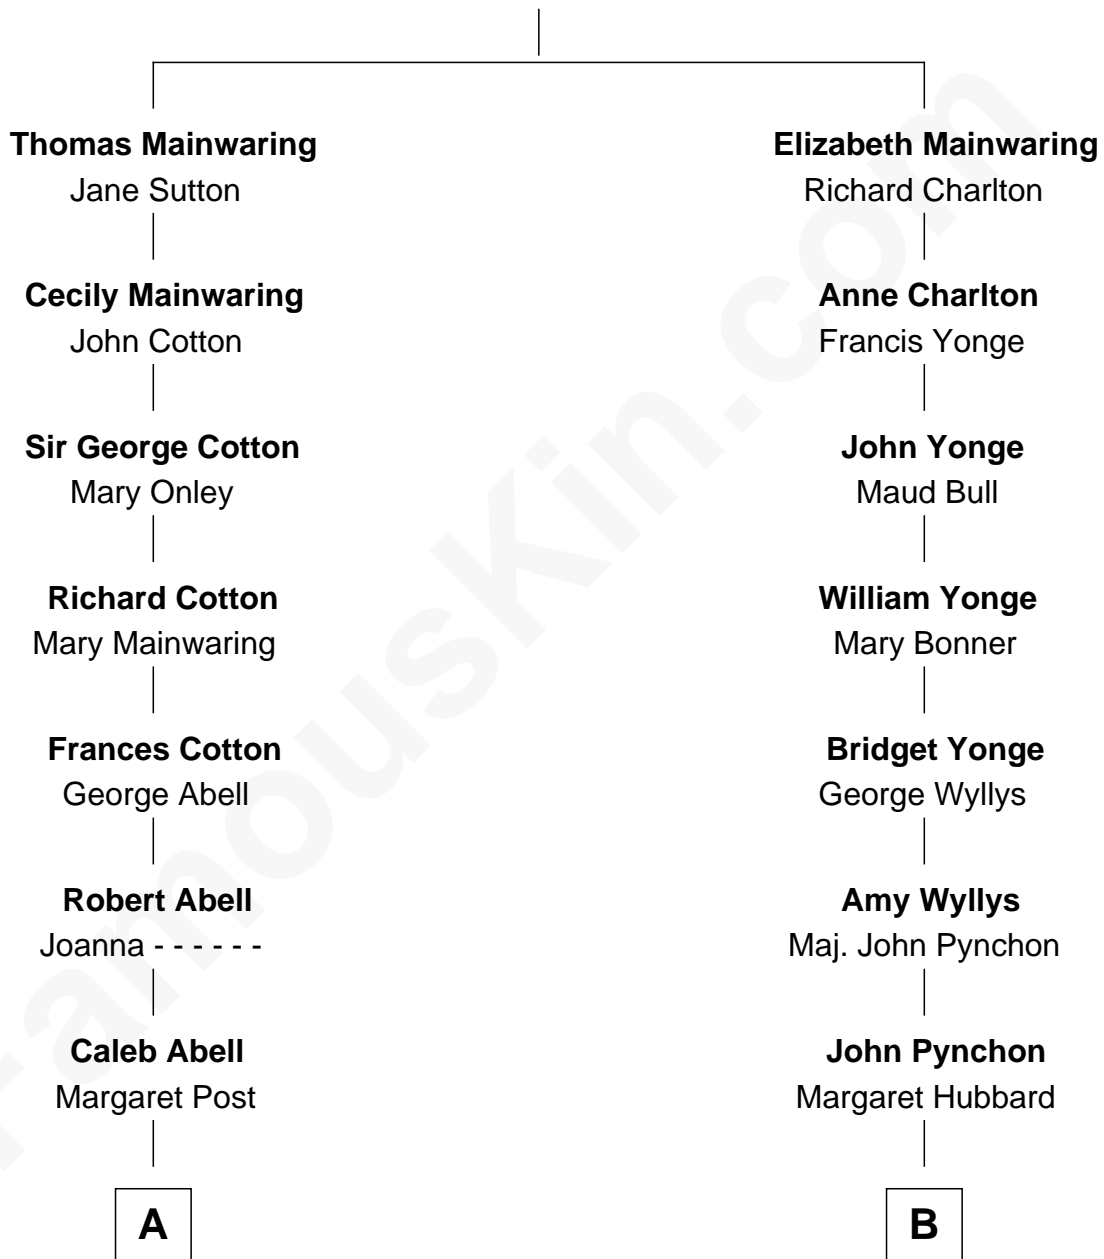 Thomas Mainwaring
Jane Sutton
Cecily Mainwaring
John Cotton
Sir George Cotton
Mary Onley
Richard Cotton
Mary Mainwaring
Frances Cotton
George Abell
Robert Abell
Joanna - - - - - -
Caleb Abell
Margaret Post
A
Elizabeth Mainwaring
Richard Charlton
Anne Charlton
Francis Yonge
John Yonge
Maud Bull
William Yonge
Mary Bonner
Bridget Yonge
George Wyllys
Amy Wyllys
Maj. John Pynchon
John Pynchon
Margaret Hubbard
B
FamousKin.com